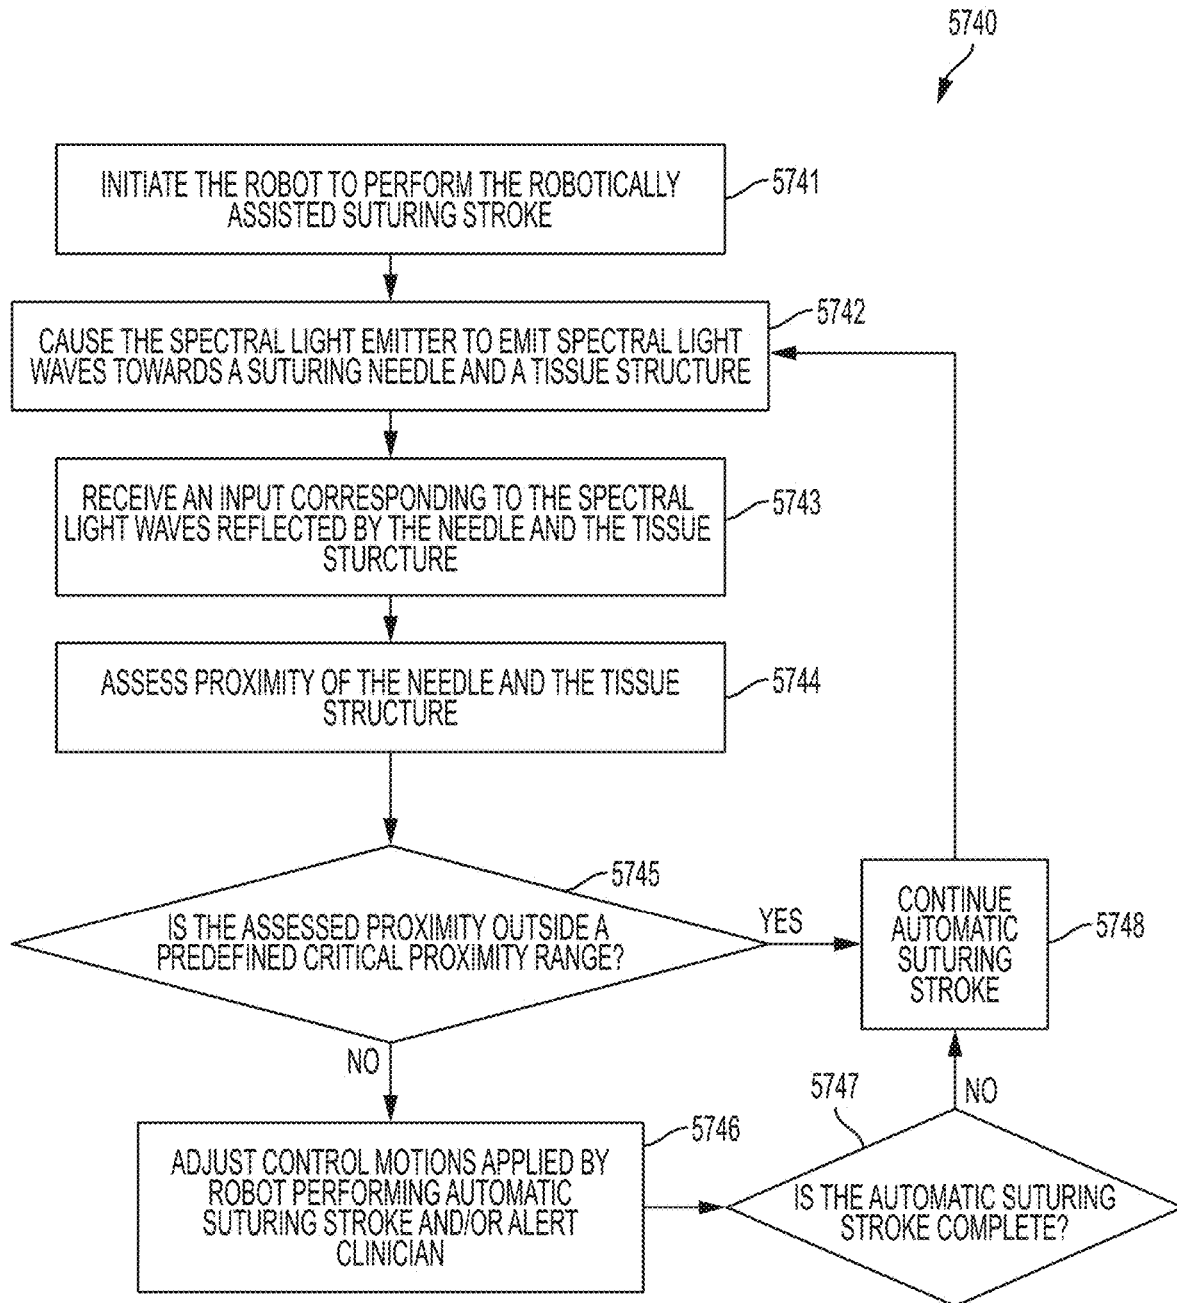 5740
INITIATE THE ROBOT TO PERFORM THE ROBOTICALLY
ASSISTED SUTURING STROKE
5741
CAUSE THE SPECTRAL LIGHT EMITTER TO EMIT SPECTRAL LIGHT
WAVES TOWARDS A SUTURING NEEDLE AND A TISSUE STRUCTURE
5742
RECEIVE AN INPUT CORRESPONDING TO THE SPECTRAL
LIGHT WAVES REFLECTED BY THE NEEDLE AND THE TISSUE
STURCTURE
5743
ASSESS PROXIMITY OF THE NEEDLE AND THE TISSUE
STRUCTURE
5744
IS THE ASSESSED PROXIMITY OUTSIDE A
PREDEFINED CRITICAL PROXIMITY RANGE?
5745
YES
CONTINUE
AUTOMATIC
SUTURING
STROKE
5748
NO
ADJUST CONTROL MOTIONS APPLIED BY
ROBOT PERFORMING AUTOMATIC
SUTURING STROKE AND/OR ALERT
CLINICIAN
5746
5747
NO
IS THE AUTOMATIC SUTURING
STROKE COMPLETE?